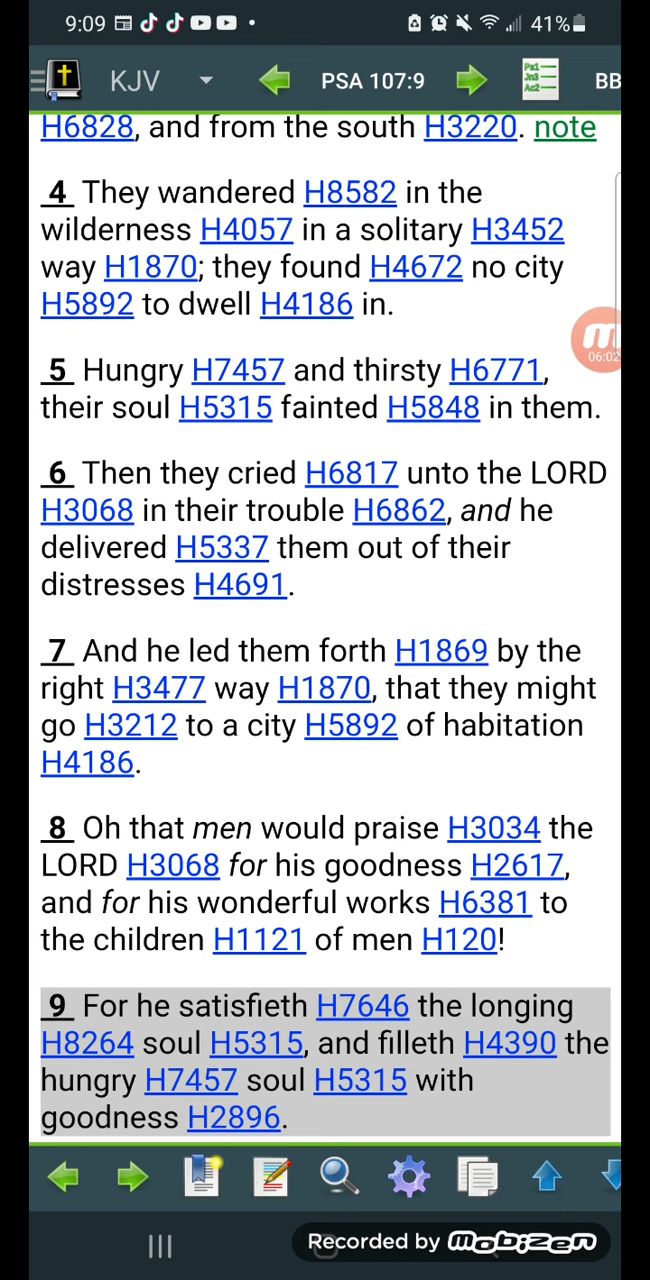 9:09 41%
KJV PSA 107:9 Ps1 Jn3 Ac2 BB
H6828, and from the south H3220. note
4 They wandered H8582 in the
wilderness H4057 in a solitary H3452
way H1870; they found H4672 no city
H5892 to dwell H4186 in.
06:02
5 Hungry H7457 and thirsty H6771,
their soul H5315 fainted H5848 in them.
6 Then they cried H6817 unto the LORD
H3068 in their trouble H6862, and he
delivered H5337 them out of their
distresses H4691.
7 And he led them forth H1869 by the
right H3477 way H1870, that they might
go H3212 to a city H5892 of habitation
H4186.
8 Oh that men would praise H3034 the
LORD H3068 for his goodness H2617,
and for his wonderful works H6381 to
the children H1121 of men H120!
9 For he satisfieth H7646 the longing
H8264 soul H5315, and filleth H4390 the
hungry H7457 soul H5315 with
goodness H2896.
Recorded by mobizen